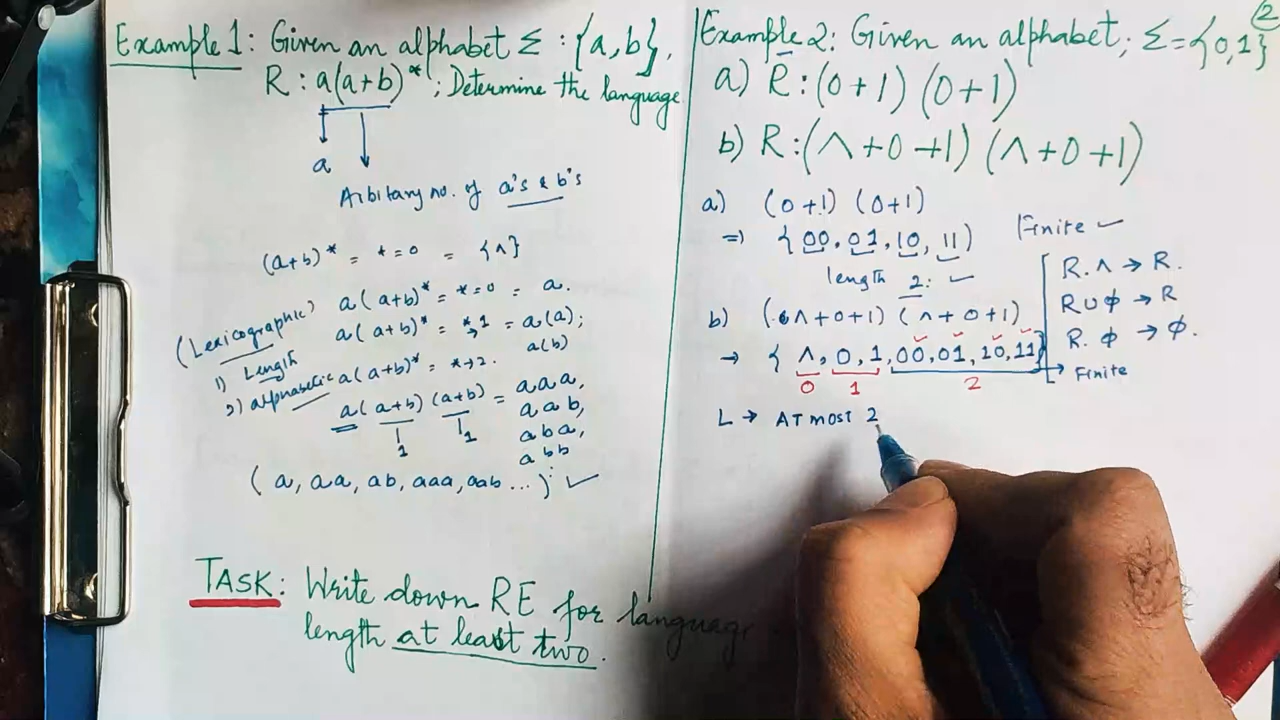 Example 1: Given an alphabet Σ : {a,b},
R : a(a+b)* ; Determine the language
a
Arbitary no. of a's & b's
(a+b)* = *=0 = {^}
a(a+b)* = *=0 = a.
a(a+b)* = *→1 = a(a);
a(b)
a(a+b)* = *→2.
a(a+b)(a+b) = aaa,
aab,
aba,
abb
1 1
(Lexicographic)
1) Length
2) alphabetic
(a, aa, ab, aaa, aab ...) ✓
TASK: Write down RE for language
length at least two.
2
Example 2: Given an alphabet; Σ={0,1}
a) R:(0+1) (0+1)
b) R:(^+0+1) (^+0+1)
a) (0+1) (0+1)
=> {00,01,10,11} Finite ✓
length 2: ✓
b) (^+0+1) (^+0+1)
→ { ^, 0,1,00,01,10,11}
0 1 2
R.^ → R.
R∪ϕ → R
R.ϕ → ϕ.
Finite
L → AT most 2